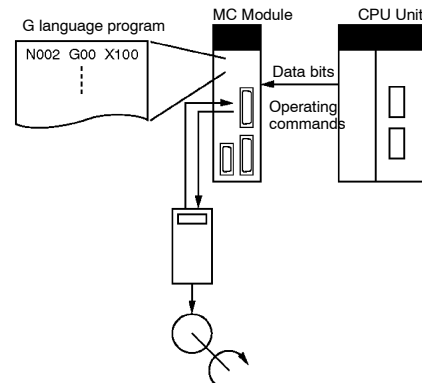 G language program
N002 G00 X100
MC Module
CPU Unit
Data bits
Operating
commands